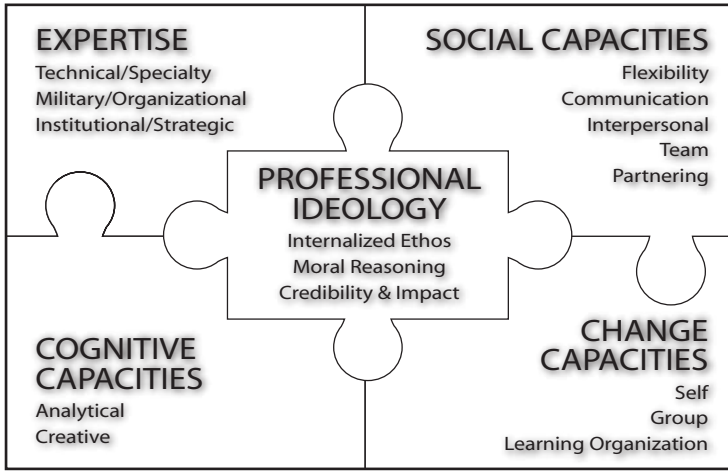 EXPERTISE
Technical/Specialty
Military/Organizational
Institutional/Strategic
SOCIAL CAPACITIES
Flexibility
Communication
Interpersonal
Team
Partnering
PROFESSIONAL
IDEOLOGY
Internalized Ethos
Moral Reasoning
Credibility & Impact
COGNITIVE
CAPACITIES
Analytical
Creative
CHANGE
CAPACITIES
Self
Group
Learning Organization